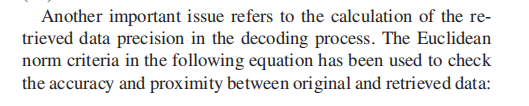 Another important issue refers to the calculation of the re-
trieved data precision in the decoding process. The Euclidean
norm criteria in the following equation has been used to check
the accuracy and proximity between original and retrieved data: